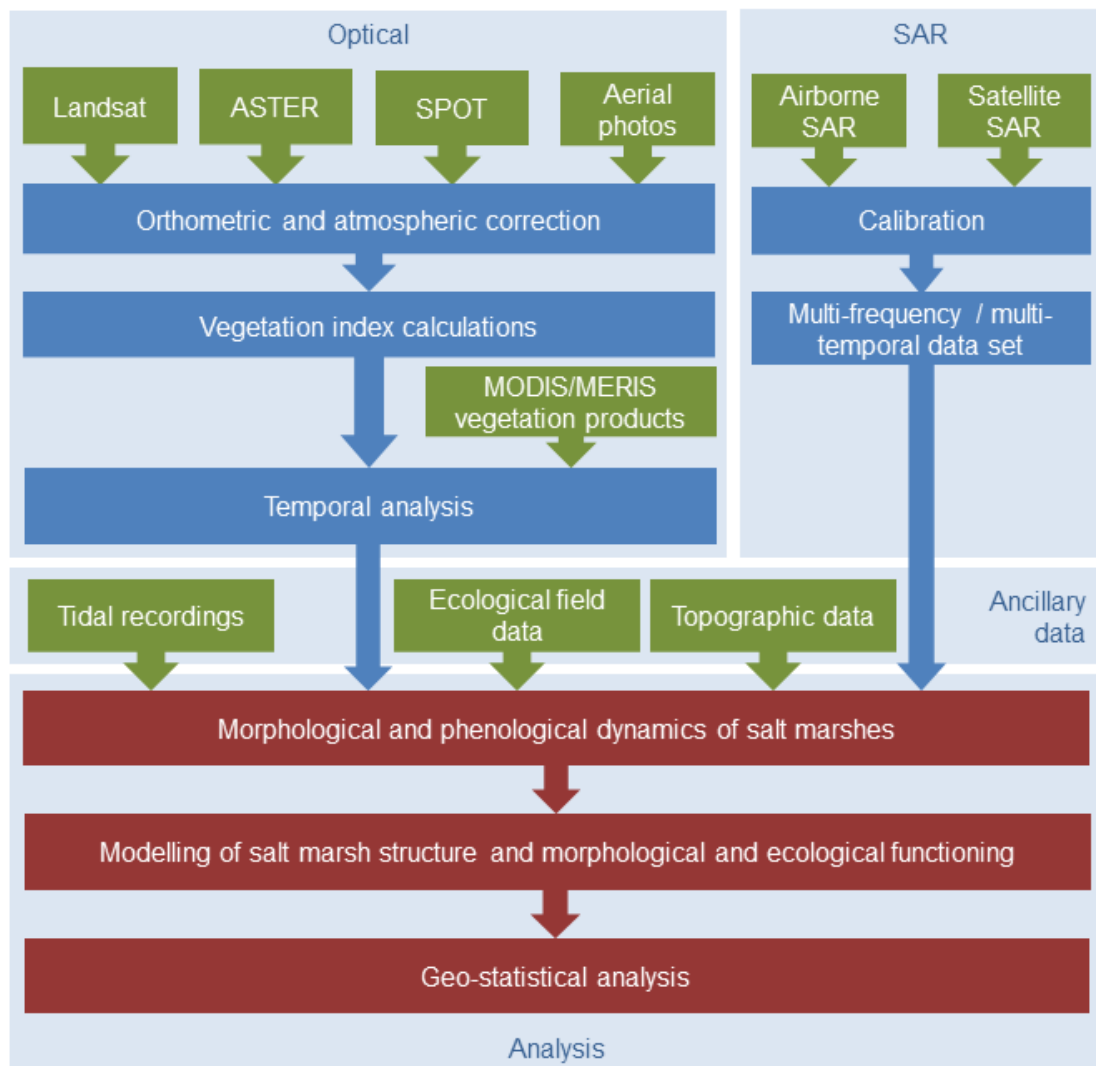 Optical
SAR
Landsat
ASTER
SPOT
Aerial
photos
Airborne
SAR
Satellite
SAR
Orthometric and atmospheric correction
Calibration
Vegetation index calculations
Multi-frequency / multi-
temporal data set
MODIS/MERIS
vegetation products
Temporal analysis
Tidal recordings
Ecological field
data
Topographic data
Ancillary
data
Morphological and phenological dynamics of salt marshes
Modelling of salt marsh structure and morphological and ecological functioning
Geo-statistical analysis
Analysis